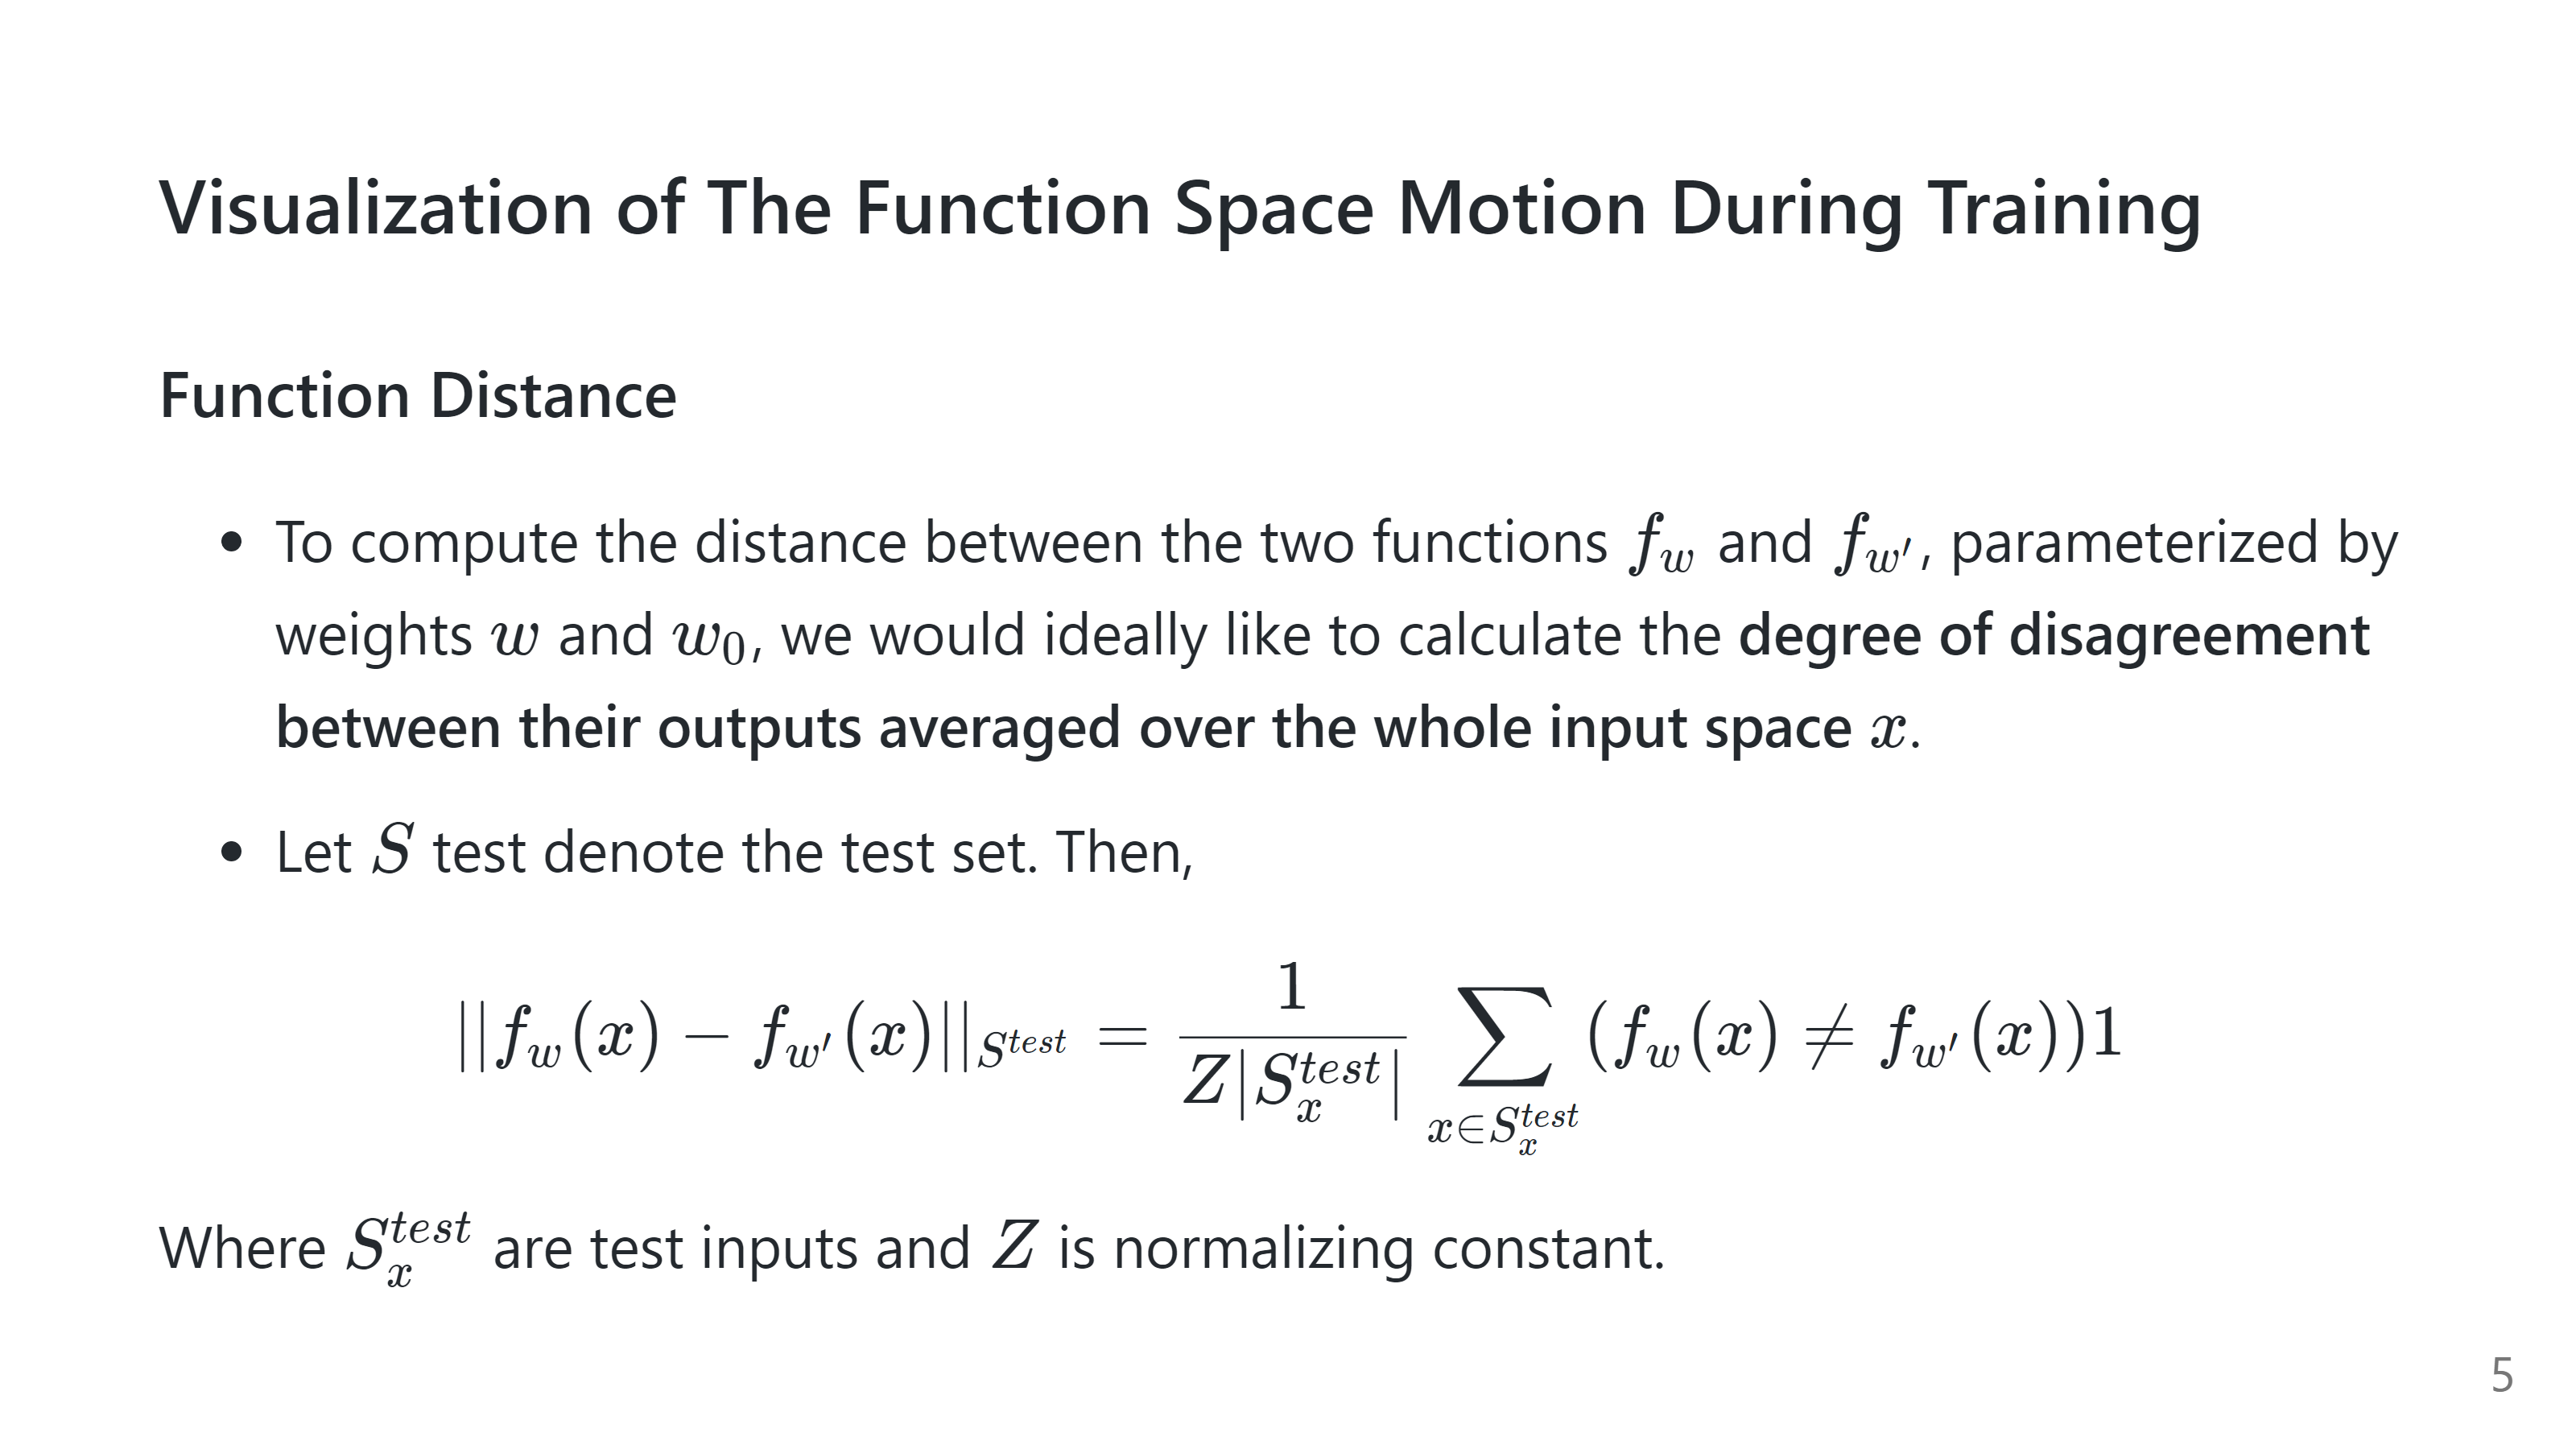 Visualization of The Function Space Motion During Training
Function Distance
• To compute the distance between the two functions $f_w$ and $f_{w'}$, parameterized by
weights $w$ and $w_0$, we would ideally like to calculate the degree of disagreement
between their outputs averaged over the whole input space $x$.
• Let $S$ test denote the test set. Then,
$||f_w(x) - f_{w'}(x)||_{S^{test}} = \frac{1}{Z|S_x^{test}|} \sum_{x \in S_x^{test}} (f_w(x) \neq f_{w'}(x))1$
Where $S_x^{test}$ are test inputs and $Z$ is normalizing constant.
5